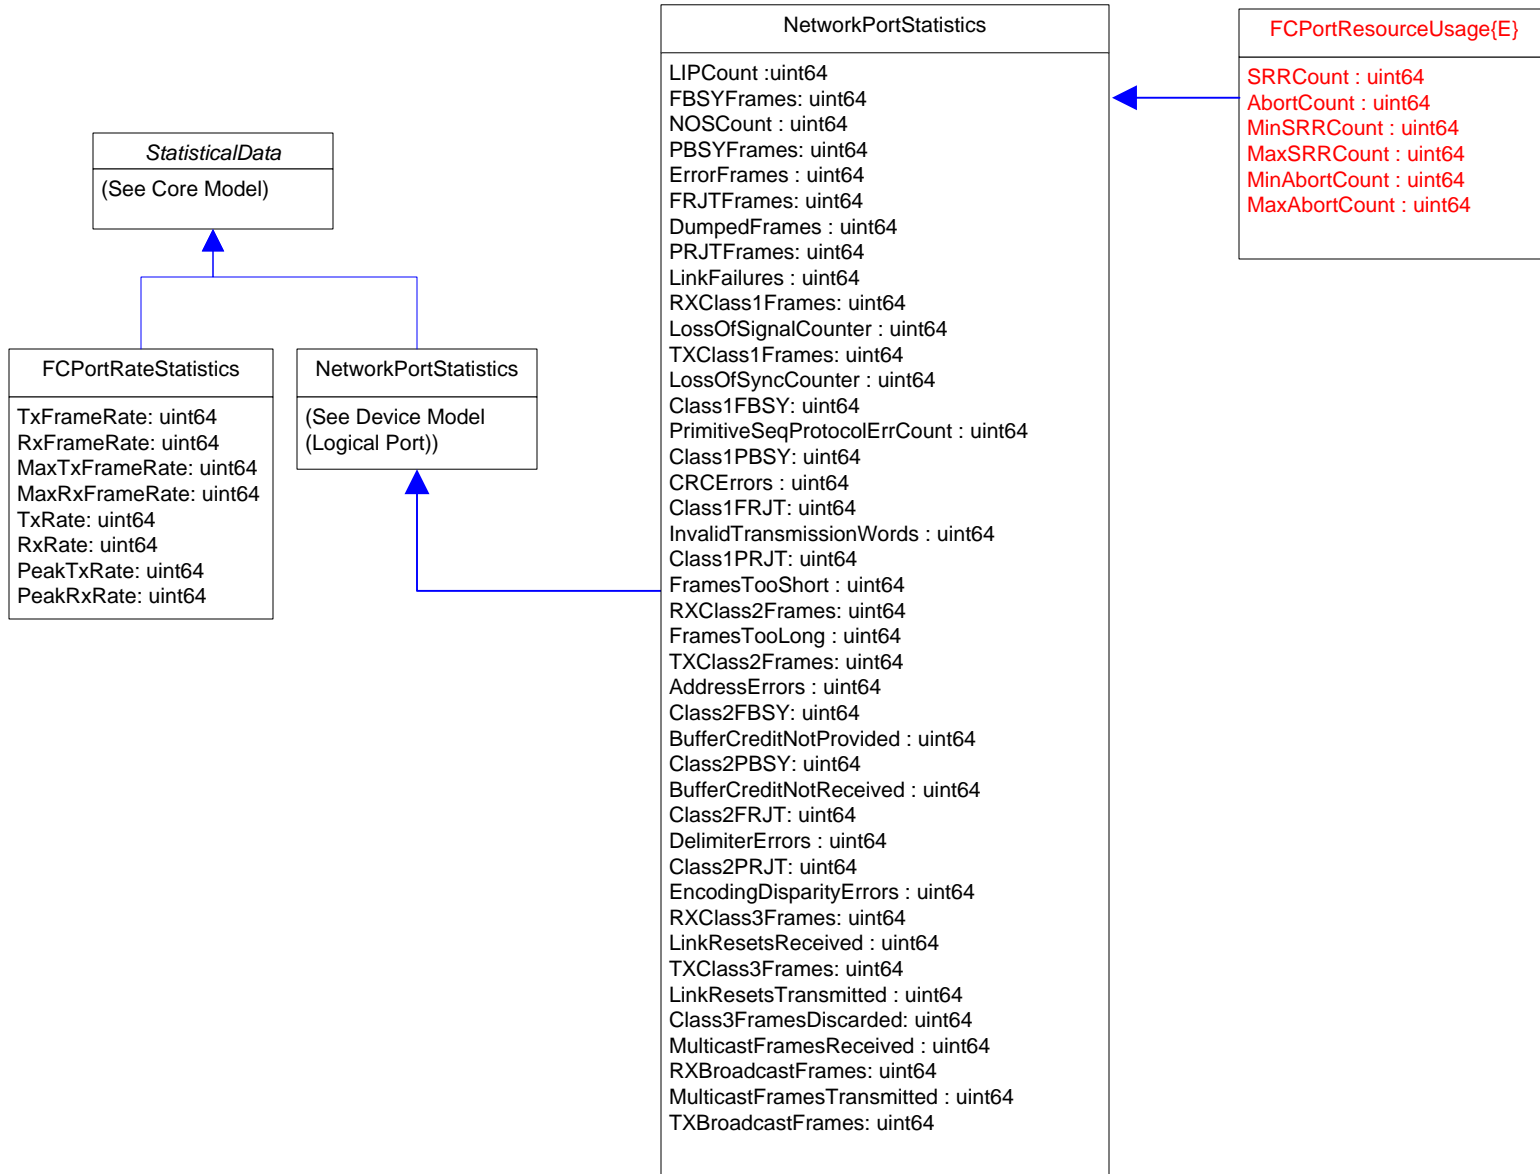 StatisticalData
(See Core Model)
FCPortRateStatistics
TxFrameRate: uint64
RxFrameRate: uint64
MaxTxFrameRate: uint64
MaxRxFrameRate: uint64
TxRate: uint64
RxRate: uint64
PeakTxRate: uint64
PeakRxRate: uint64
NetworkPortStatistics
(See Device Model
(Logical Port))
NetworkPortStatistics
LIPCount :uint64
FBSYFrames: uint64
NOSCount : uint64
PBSYFrames: uint64
ErrorFrames : uint64
FRJTFrames: uint64
DumpedFrames : uint64
PRJTFrames: uint64
LinkFailures : uint64
RXClass1Frames: uint64
LossOfSignalCounter : uint64
TXClass1Frames: uint64
LossOfSyncCounter : uint64
Class1FBSY: uint64
PrimitiveSeqProtocolErrCount : uint64
Class1PBSY: uint64
CRCErrors : uint64
Class1FRJT: uint64
InvalidTransmissionWords : uint64
Class1PRJT: uint64
FramesTooShort : uint64
RXClass2Frames: uint64
FramesTooLong : uint64
TXClass2Frames: uint64
AddressErrors : uint64
Class2FBSY: uint64
BufferCreditNotProvided : uint64
Class2PBSY: uint64
BufferCreditNotReceived : uint64
Class2FRJT: uint64
DelimiterErrors : uint64
Class2PRJT: uint64
EncodingDisparityErrors : uint64
RXClass3Frames: uint64
LinkResetsReceived : uint64
TXClass3Frames: uint64
LinkResetsTransmitted : uint64
Class3FramesDiscarded: uint64
MulticastFramesReceived : uint64
RXBroadcastFrames: uint64
MulticastFramesTransmitted : uint64
TXBroadcastFrames: uint64
FCPortResourceUsage{E}
SRRCount : uint64
AbortCount : uint64
MinSRRCount : uint64
MaxSRRCount : uint64
MinAbortCount : uint64
MaxAbortCount : uint64